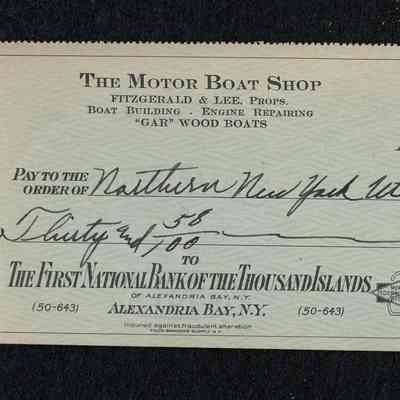 THE MOTOR BOAT SHOP
FITZGERALD & LEE, PROPS.
BOAT BUILDING . ENGINE REPAIRING
"GAR" WOOD BOATS
PAY TO THE
ORDER OF Northern New York Ut
Thirty and 58/100
TO
THE FIRST NATIONAL BANK OF THE THOUSAND ISLANDS
OF ALEXANDRIA BAY, N.Y.
(50-643) ALEXANDRIA BAY, N.Y. (50-643)
Insured against fraudulent alteration